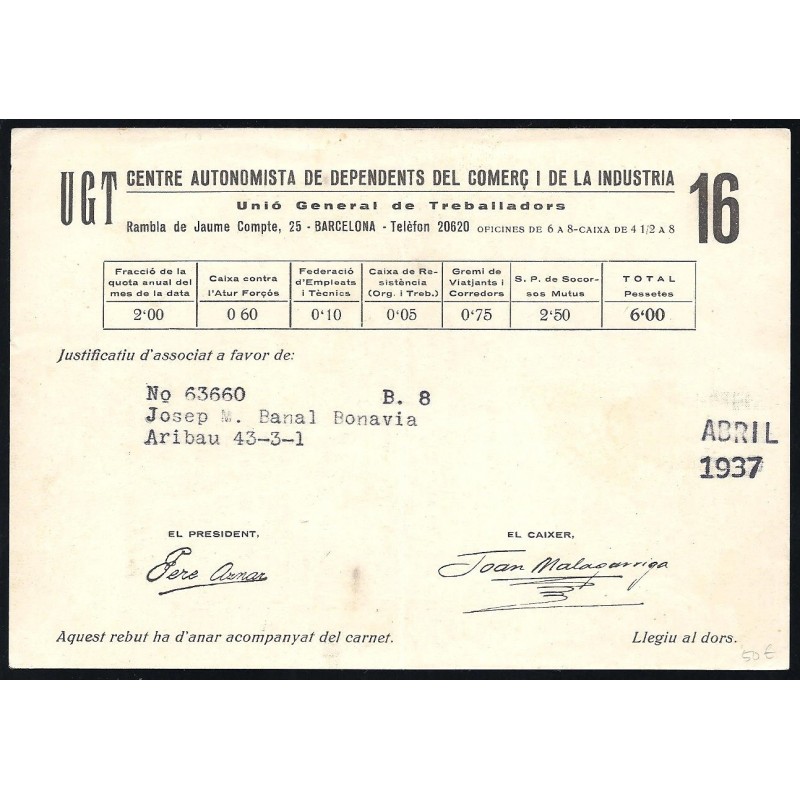 UGT CENTRE AUTONOMISTA DE DEPENDENTS DEL COMERÇ I DE LA INDUSTRIA 16
Unió General de Treballadors
Rambla de Jaume Compte, 25 - BARCELONA - Telèfon 20620 OFICINES DE 6 A 8-CAIXA DE 4 1/2 A 8
Fracció de la quota anual del mes de la data
Caixa contra l'Atur Forçós
Federació d'Empleats i Tècnics
Caixa de Resistència (Org. i Treb.)
Gremi de Viatjants i Corredors
S. P. de Socorsos Mutus
TOTAL Pessetes
2'00 0 60 0'10 0'05 0'75 2'50 6'00
Justificatiu d'associat a favor de:
No 63660 B. 8
Josep M. Banal Bonavia
Aribau 43-3-1
ABRIL
1937
EL PRESIDENT, EL CAIXER,
Pere Aznar Joan Malagarriga
Aquest rebut ha d'anar acompanyat del carnet. Llegiu al dors.
50 €